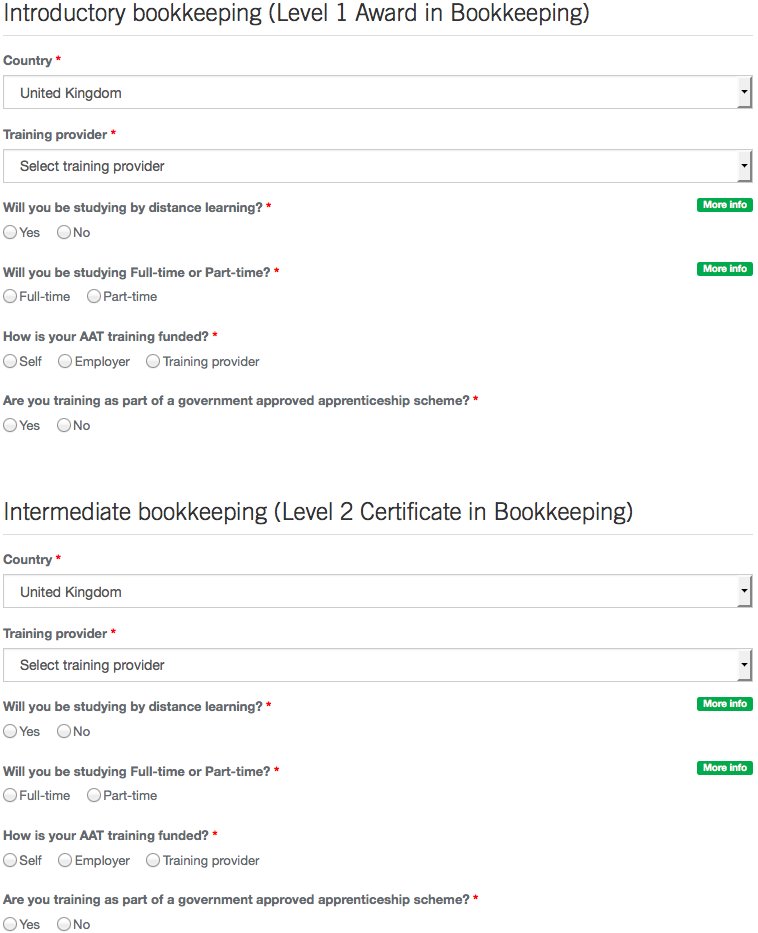 Introductory bookkeeping (Level 1 Award in Bookkeeping)
Country *
United Kingdom
Training provider *
Select training provider
Will you be studying by distance learning? * More info
Yes No
Will you be studying Full-time or Part-time? * More info
Full-time Part-time
How is your AAT training funded? *
Self Employer Training provider
Are you training as part of a government approved apprenticeship scheme? *
Yes No
Intermediate bookkeeping (Level 2 Certificate in Bookkeeping)
Country *
United Kingdom
Training provider *
Select training provider
Will you be studying by distance learning? * More info
Yes No
Will you be studying Full-time or Part-time? * More info
Full-time Part-time
How is your AAT training funded? *
Self Employer Training provider
Are you training as part of a government approved apprenticeship scheme? *
Yes No